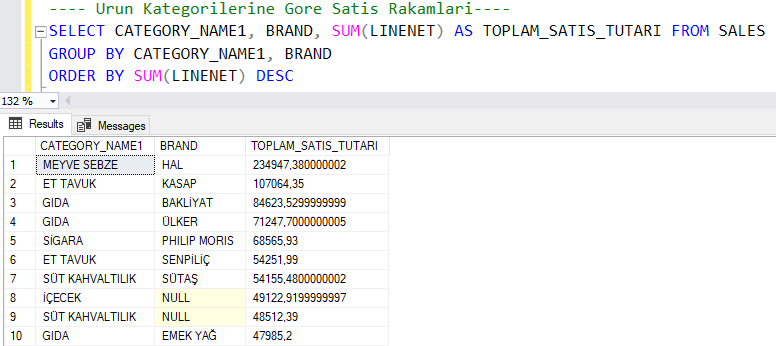 ---- Urun Kategorilerine Gore Satis Rakamlari----
SELECT CATEGORY_NAME1, BRAND, SUM(LINENET) AS TOPLAM_SATIS_TUTARI FROM SALES
GROUP BY CATEGORY_NAME1, BRAND
ORDER BY SUM(LINENET) DESC
132 %
Results Messages
CATEGORY_NAME1 BRAND TOPLAM_SATIS_TUTARI
1 MEYVE SEBZE HAL 234947,380000002
2 ET TAVUK KASAP 107064,35
3 GIDA BAKLİYAT 84623,5299999999
4 GIDA ÜLKER 71247,7000000005
5 SİGARA PHILIP MORIS 68565,93
6 ET TAVUK SENPİLİÇ 54251,99
7 SÜT KAHVALTILIK SÜTAŞ 54155,4800000002
8 İÇECEK NULL 49122,9199999997
9 SÜT KAHVALTILIK NULL 48512,39
10 GIDA EMEK YAĞ 47985,2